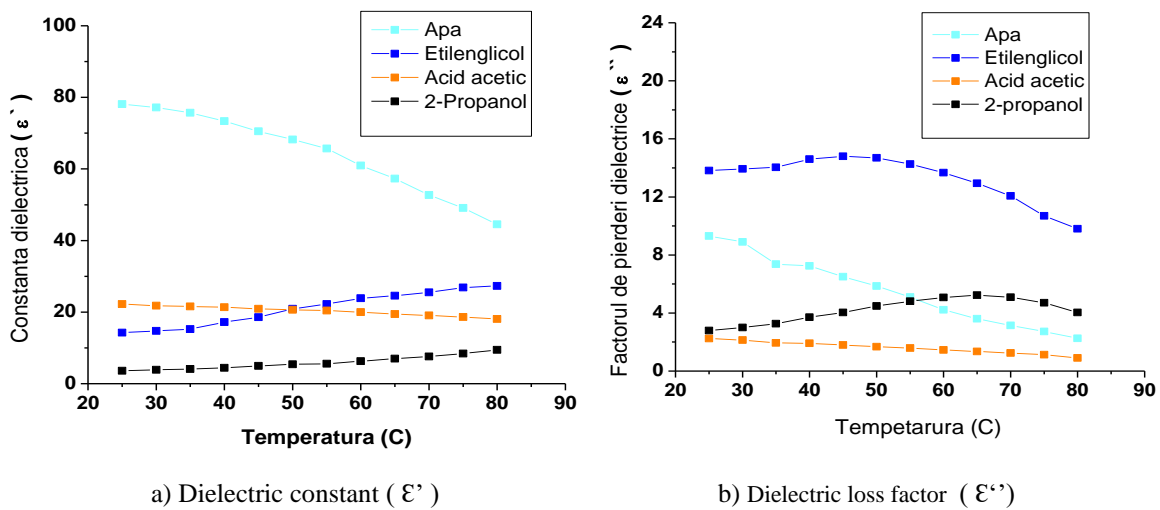 100
80
60
40
20
0
Constanta dielectrica ( ε` )
Apa
Etilenglicol
Acid acetic
2-Propanol
20 30 40 50 60 70 80 90
Temperatura (C)
a) Dielectric constant ( Ɛ’ )
24
20
16
12
8
4
0
Factorul de pierderi dielectrice ( ε`` )
Apa
Etilenglicol
Acid acetic
2-propanol
20 30 40 50 60 70 80 90
Tempetarura (C)
b) Dielectric loss factor ( Ɛ‘’)